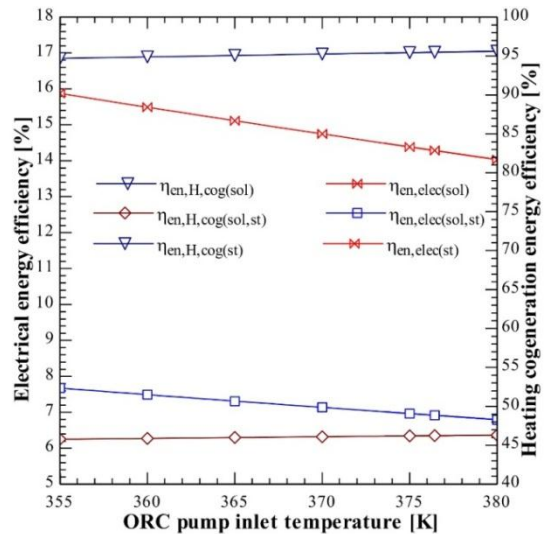 Electrical energy efficiency [%]
17
16
15
14
13
12
11
10
9
8
7
6
5
100
95
90
85
80
75
70
65
60
55
50
45
40
Heating cogeneration energy efficiency [%]
ηen,H,cog(sol)
ηen,elec(sol)
ηen,H,cog(sol,st)
ηen,elec(sol,st)
ηen,H,cog(st)
ηen,elec(st)
355 360 365 370 375 380
ORC pump inlet temperature [K]